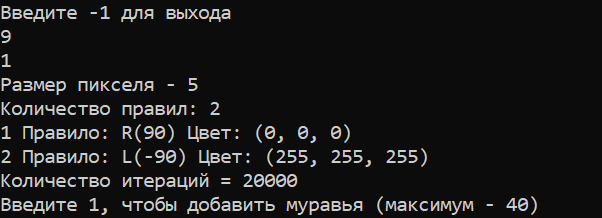 Введите -1 для выхода
9
1
Размер пикселя - 5
Количество правил: 2
1 Правило: R(90) Цвет: (0, 0, 0)
2 Правило: L(-90) Цвет: (255, 255, 255)
Количество итераций = 20000
Введите 1, чтобы добавить муравья (максимум - 40)